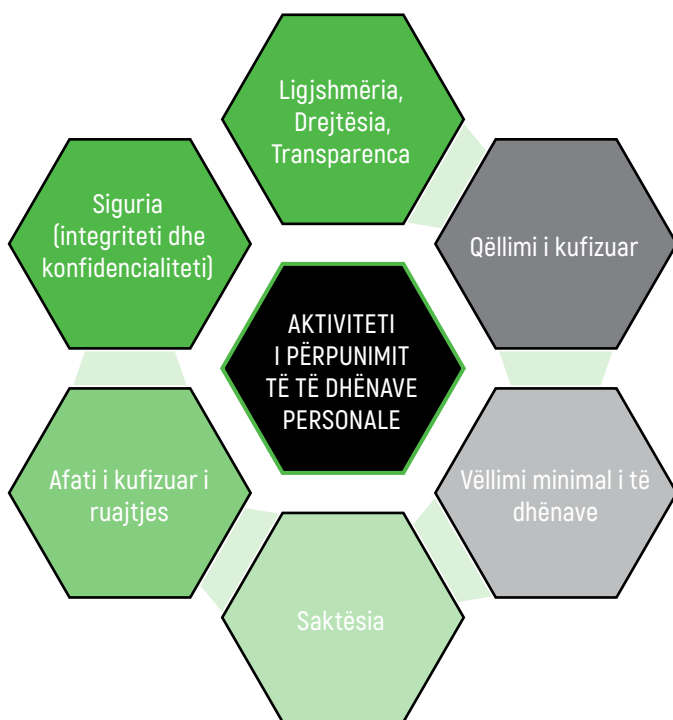 Ligjshmëria,
Drejtësia,
Transparenca
Qëllimi i kufizuar
Vëllimi minimal i të
dhënave
Saktësia
Afati i kufizuar i
ruajtjes
Siguria
(integriteti dhe
konfidencialiteti)
AKTIVITETI
I PËRPUNIMIT
TË TË DHËNAVE
PERSONALE